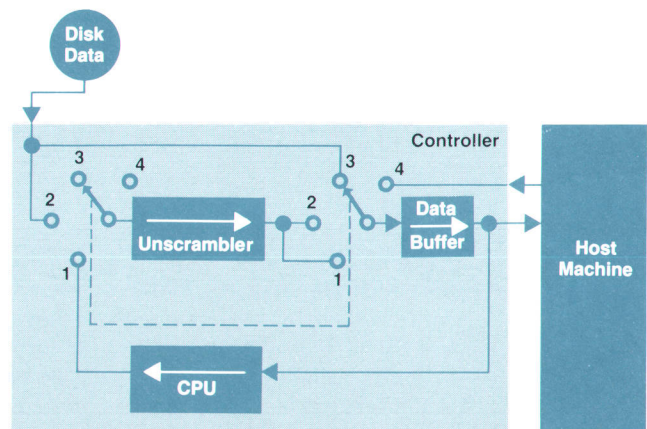 Disk
Data
Controller
3
4
3
4
2
Unscrambler
2
Data
Buffer
Host
Machine
1
1
CPU